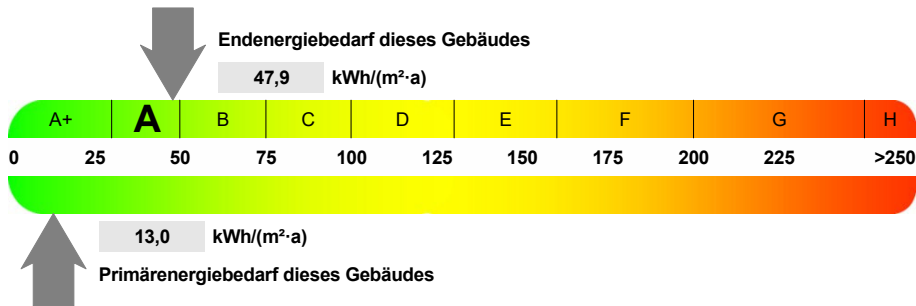 Endenergiebedarf dieses Gebäudes
47,9 kWh/(m²·a)
A+ A B C D E F G H
0 25 50 75 100 125 150 175 200 225 >250
13,0 kWh/(m²·a)
Primärenergiebedarf dieses Gebäudes